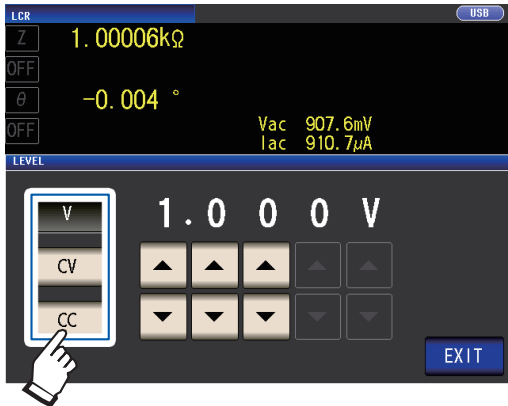 LCR USB
Z 1.00006kΩ
OFF
θ -0.004 °
OFF
Vac 907.6mV
Iac 910.7μA
LEVEL
V
1.000 V
CV
CC
EXIT